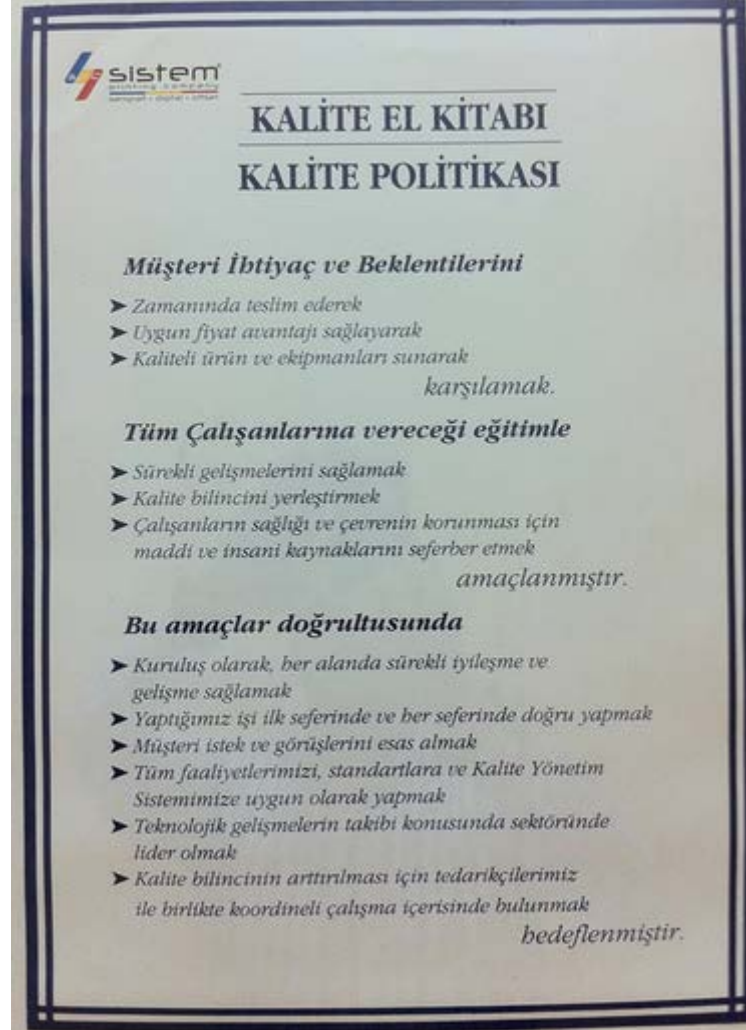 sistem
printing company
serigrafi • digital • offset
KALİTE EL KİTABI
KALİTE POLİTİKASI
Müşteri İhtiyaç ve Beklentilerini
➤ Zamanında teslim ederek
➤ Uygun fiyat avantajı sağlayarak
➤ Kaliteli ürün ve ekipmanları sunarak
karşılamak.
Tüm Çalışanlarına vereceği eğitimle
➤ Sürekli gelişmelerini sağlamak
➤ Kalite bilincini yerleştirmek
➤ Çalışanların sağlığı ve çevrenin korunması için
maddi ve insani kaynaklarını seferber etmek
amaçlanmıştır.
Bu amaçlar doğrultusunda
➤ Kuruluş olarak, her alanda sürekli iyileşme ve
gelişme sağlamak
➤ Yaptığımız işi ilk seferinde ve her seferinde doğru yapmak
➤ Müşteri istek ve görüşlerini esas almak
➤ Tüm faaliyetlerimizi, standartlara ve Kalite Yönetim
Sistemimize uygun olarak yapmak
➤ Teknolojik gelişmelerin takibi konusunda sektöründe
lider olmak
➤ Kalite bilincinin arttırılması için tedarikçilerimiz
ile birlikte koordineli çalışma içerisinde bulunmak
hedeflenmiştir.